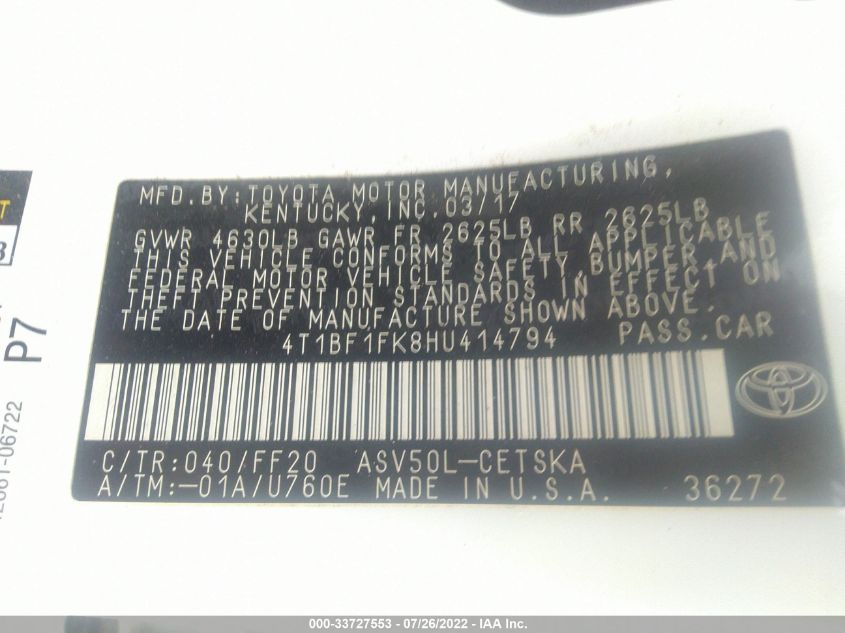 MFD.BY:TOYOTA MOTOR MANUFACTURING,
KENTUCKY,INC.03/17
GVWR 4630LB GAWR FR 2625LB RR 2625LB
THIS VEHICLE CONFORMS TO ALL APPLICABLE
FEDERAL MOTOR VEHICLE SAFETY,BUMPER,AND
THEFT PREVENTION STANDARDS IN EFFECT ON
THE DATE OF MANUFACTURE SHOWN ABOVE.
4T1BF1FK8HU414794 PASS.CAR
C/TR:040/FF20 ASV50L-CETSKA
A/TM:-01A/U760E MADE IN U.S.A. 36272
P7
000-33727553 - 07/26/2022 - IAA Inc.